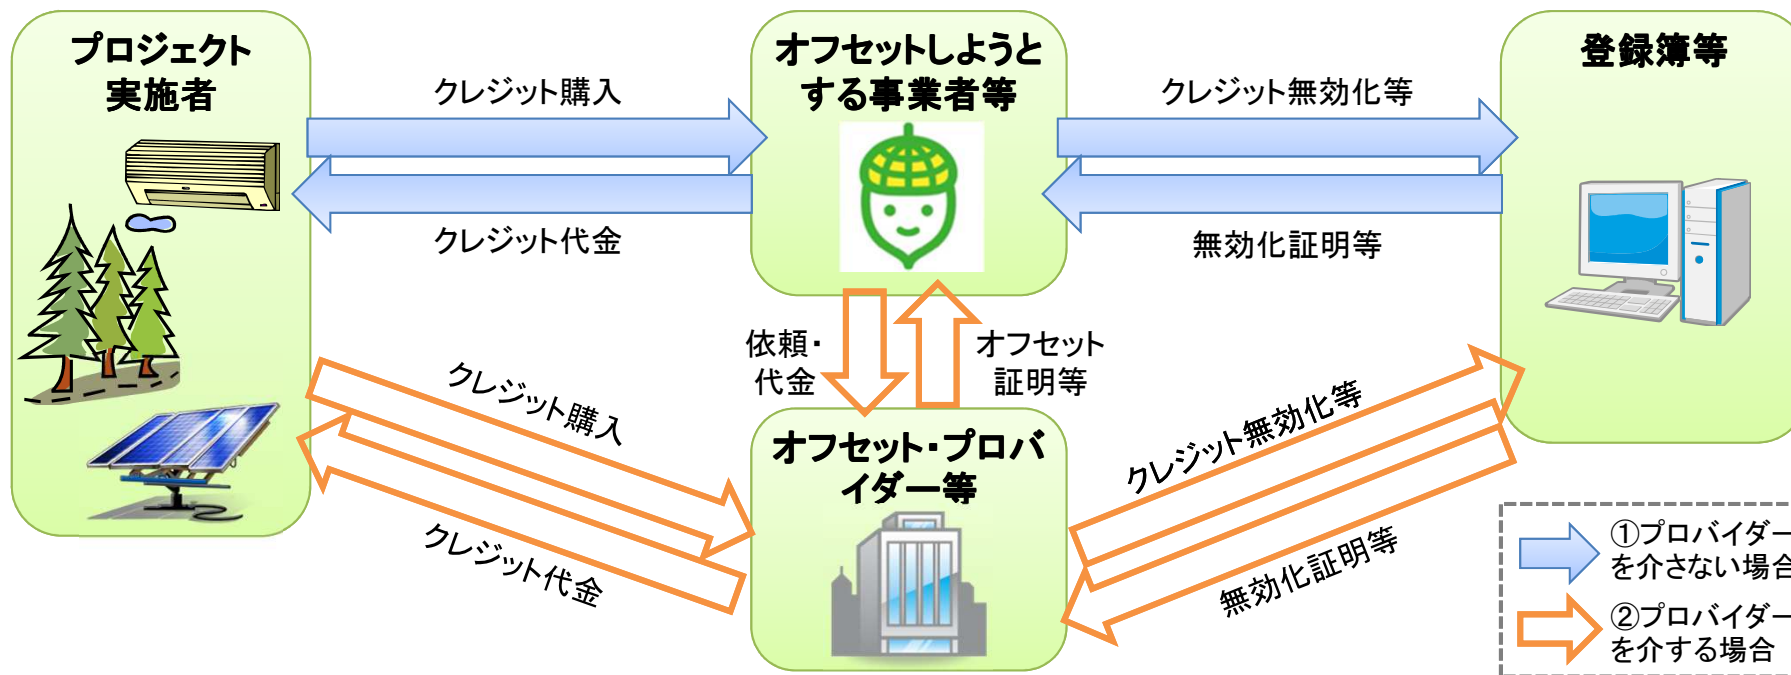 プロジェクト
実施者
クレジット購入
クレジット代金
オフセットしようと
する事業者等
クレジット無効化等
無効化証明等
登録簿等
依頼・
代金
オフセット
証明等
クレジット購入
クレジット代金
オフセット・プロバ
イダー等
クレジット無効化等
無効化証明等
①プロバイダー
を介さない場合
②プロバイダー
を介する場合